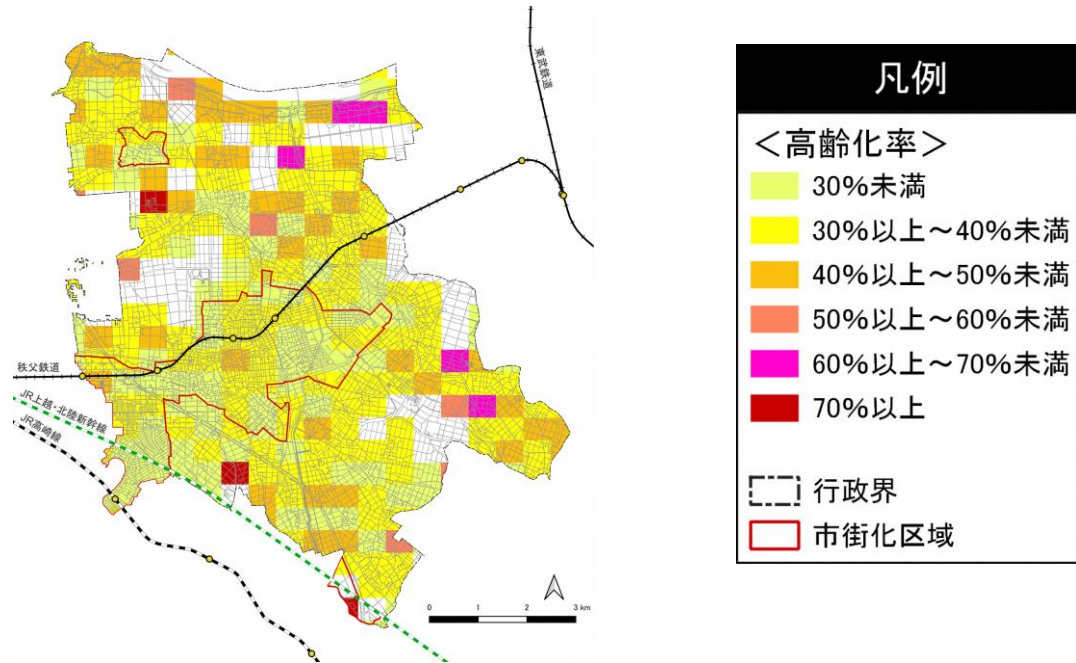 東武鉄道
秩父鉄道
JR上越・北陸新幹線
JR高崎線
0 1 2 3 km
凡例
＜高齢化率＞
30%未満
30%以上～40%未満
40%以上～50%未満
50%以上～60%未満
60%以上～70%未満
70%以上
行政界
市街化区域